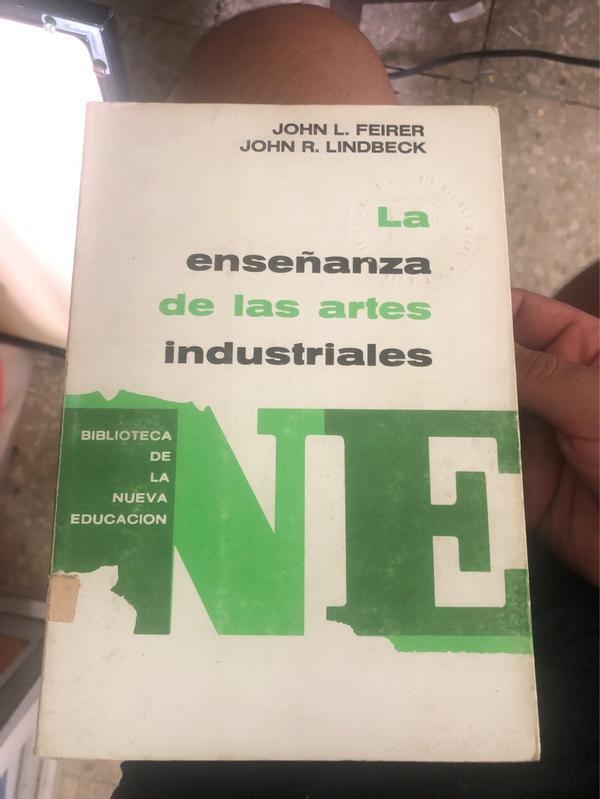 JOHN L. FEIRER
JOHN R. LINDBECK
La
enseñanza
de las artes
industriales
BIBLIOTECA
DE
LA
NUEVA
EDUCACION
NE